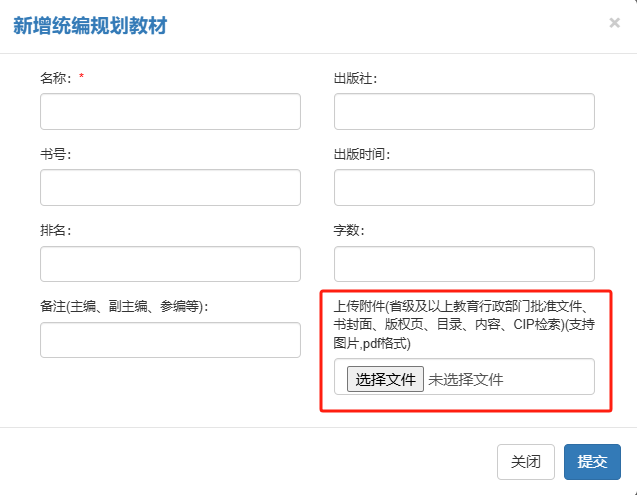 新增统编规划教材
×
名称: *
出版社:
书号:
出版时间:
排名:
字数:
备注(主编、副主编、参编等):
上传附件(省级及以上教育行政部门批准文件、
书封面、版权页、目录、内容、CIP检索)(支持
图片,pdf格式)
选择文件 未选择文件
关闭
提交